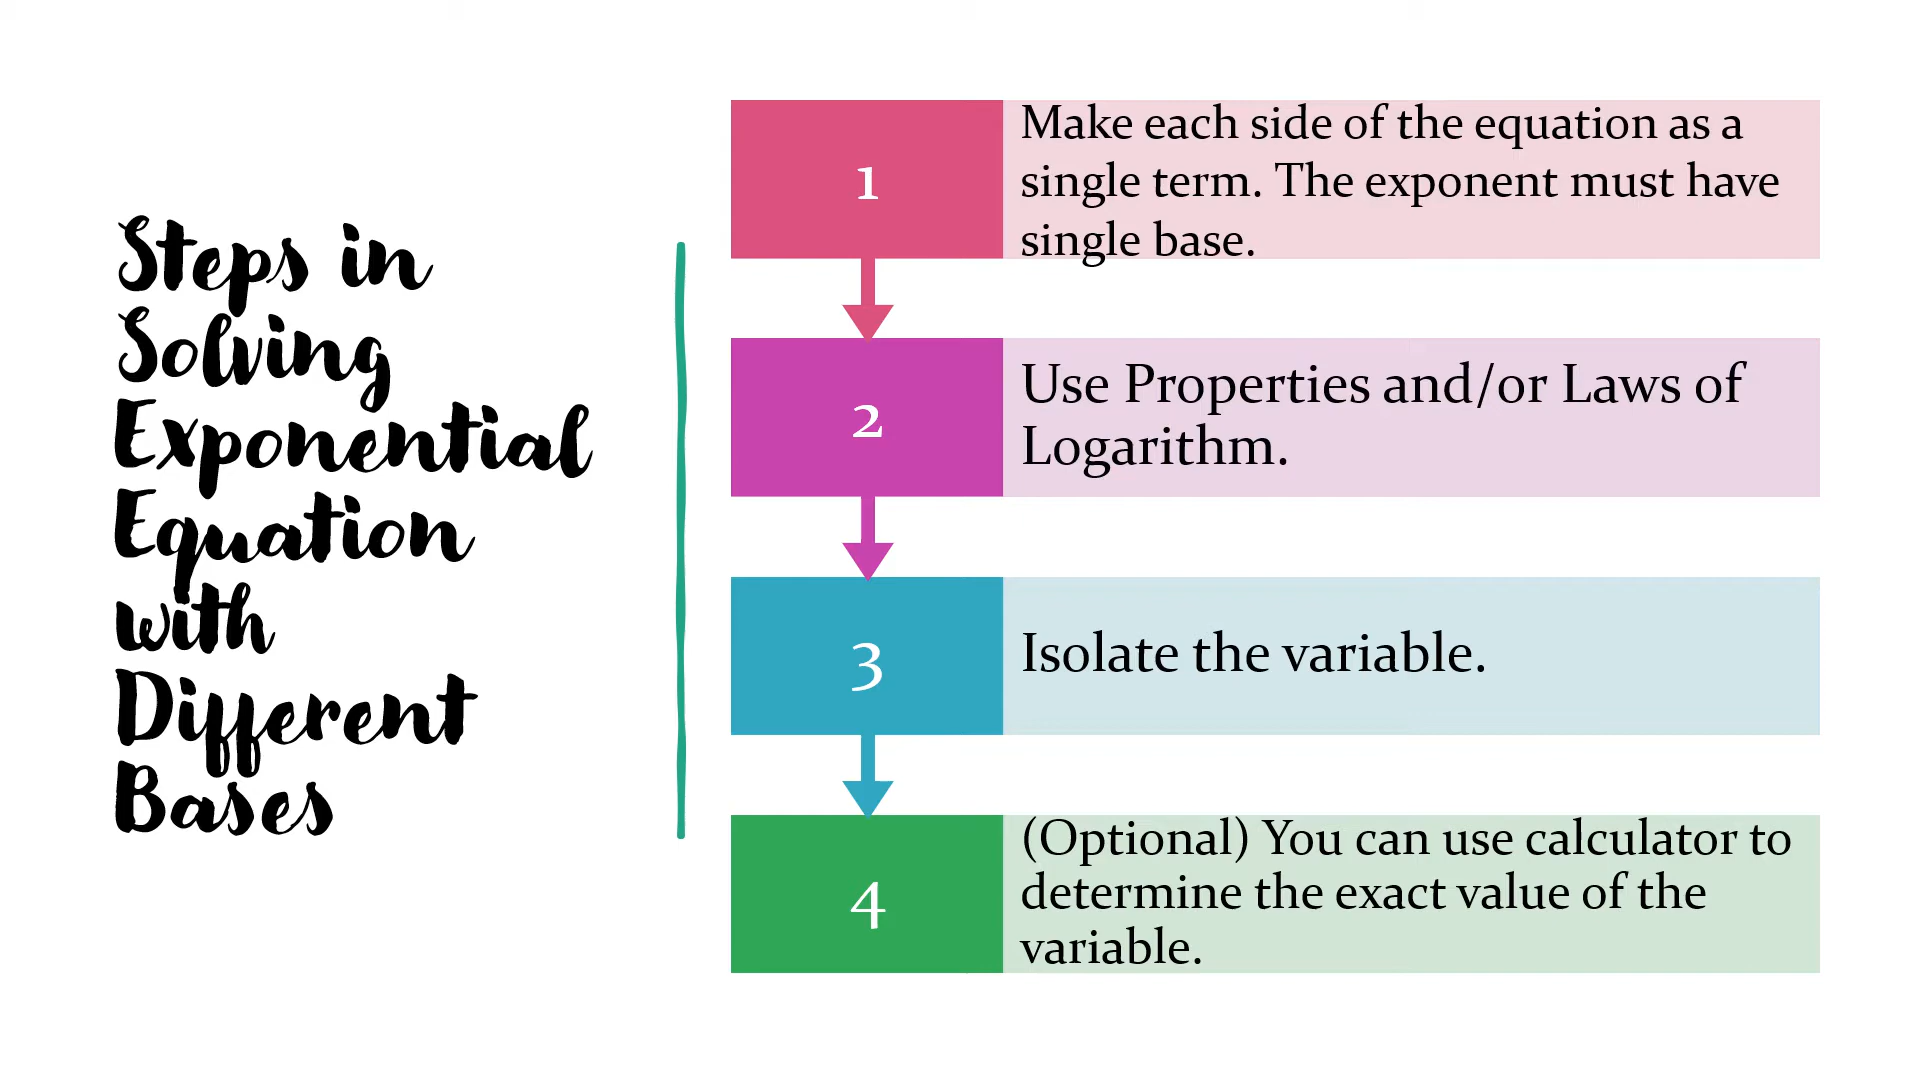 Steps in
Solving
Exponential
Equation
with
Different
Bases
1
Make each side of the equation as a
single term. The exponent must have
single base.
2
Use Properties and/or Laws of
Logarithm.
3
Isolate the variable.
4
(Optional) You can use calculator to
determine the exact value of the
variable.